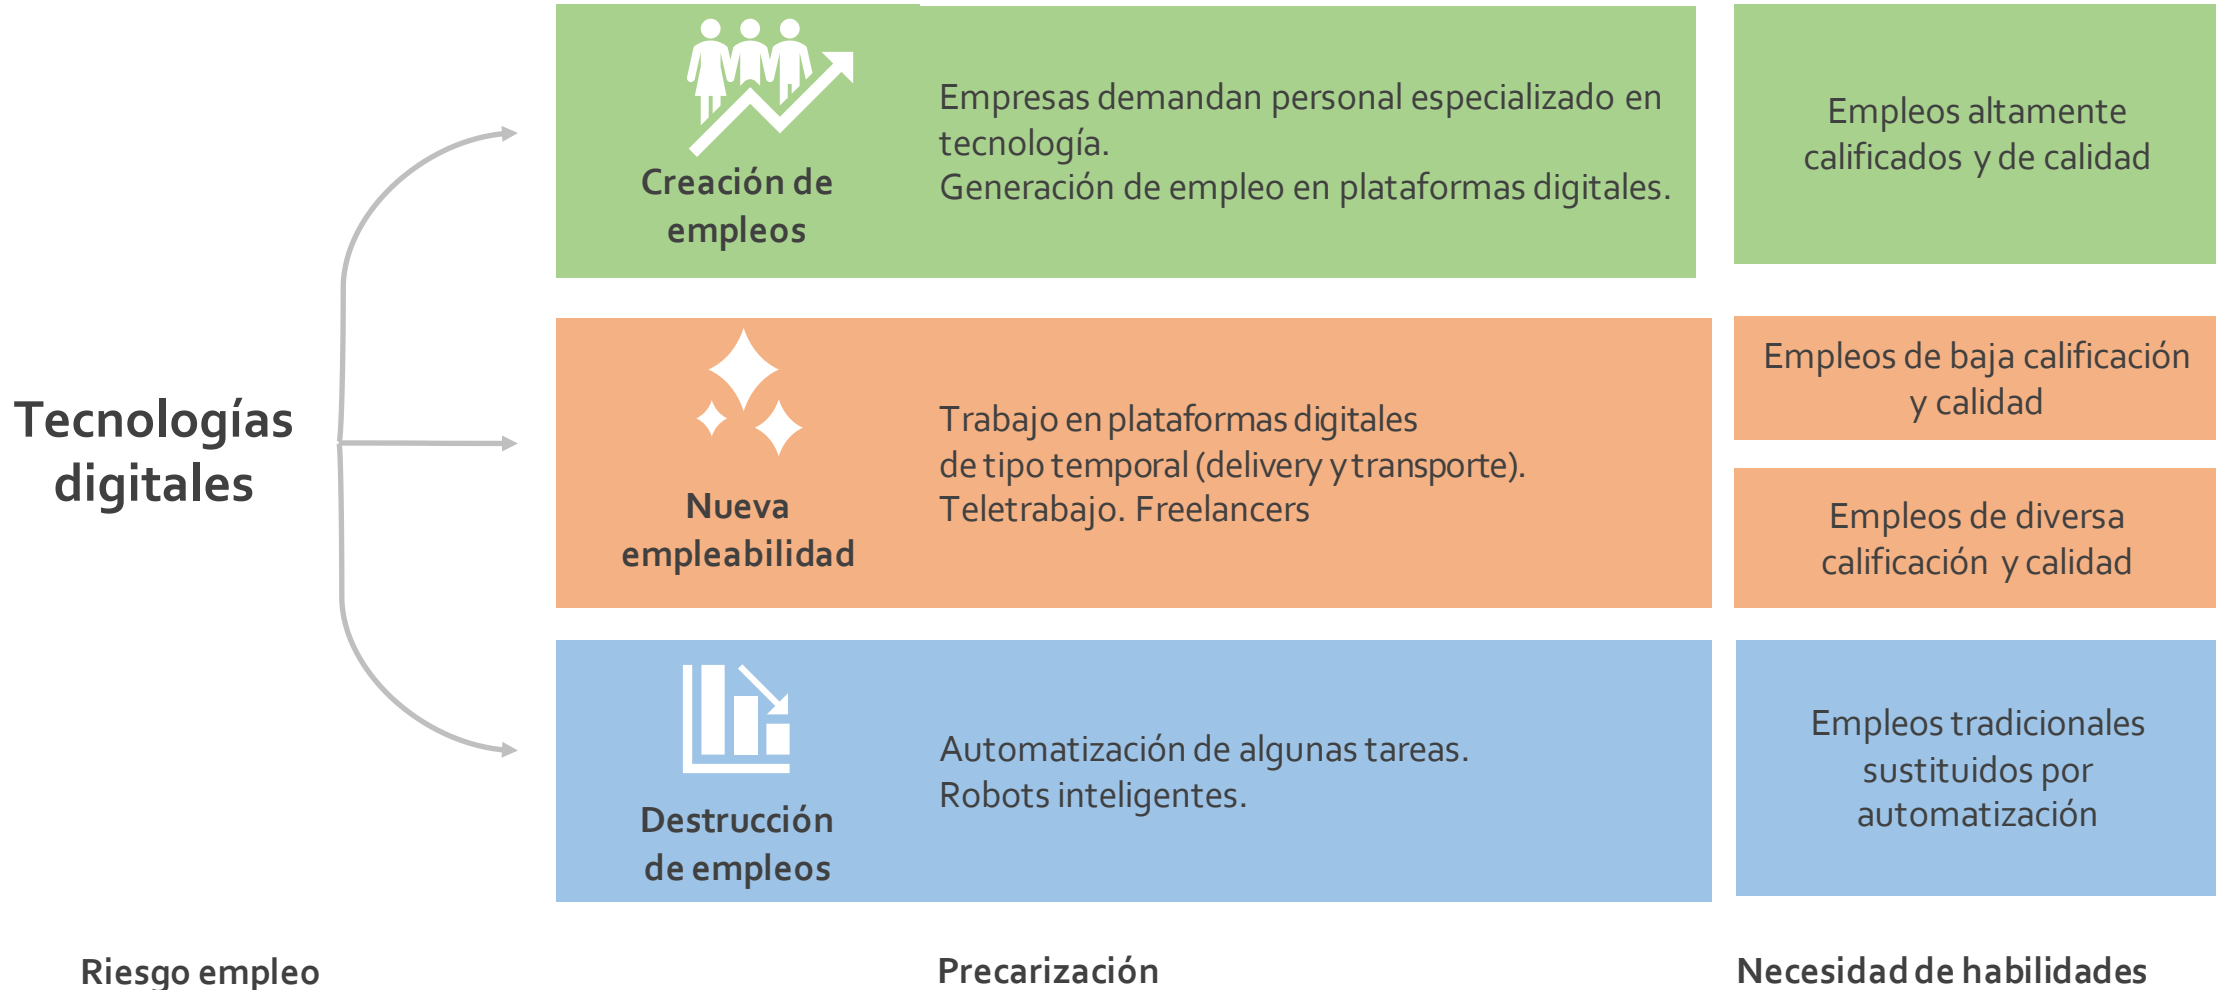 Tecnologías
digitales
Creación de
empleos
Empresas demandan personal especializado en
tecnología.
Generación de empleo en plataformas digitales.
Empleos altamente
calificados y de calidad
Nueva
empleabilidad
Trabajo en plataformas digitales
de tipo temporal (delivery y transporte).
Teletrabajo. Freelancers
Empleos de baja calificación
y calidad
Empleos de diversa
calificación y calidad
Destrucción
de empleos
Automatización de algunas tareas.
Robots inteligentes.
Empleos tradicionales
sustituidos por
automatización
Riesgo empleo
Precarización
Necesidad de habilidades